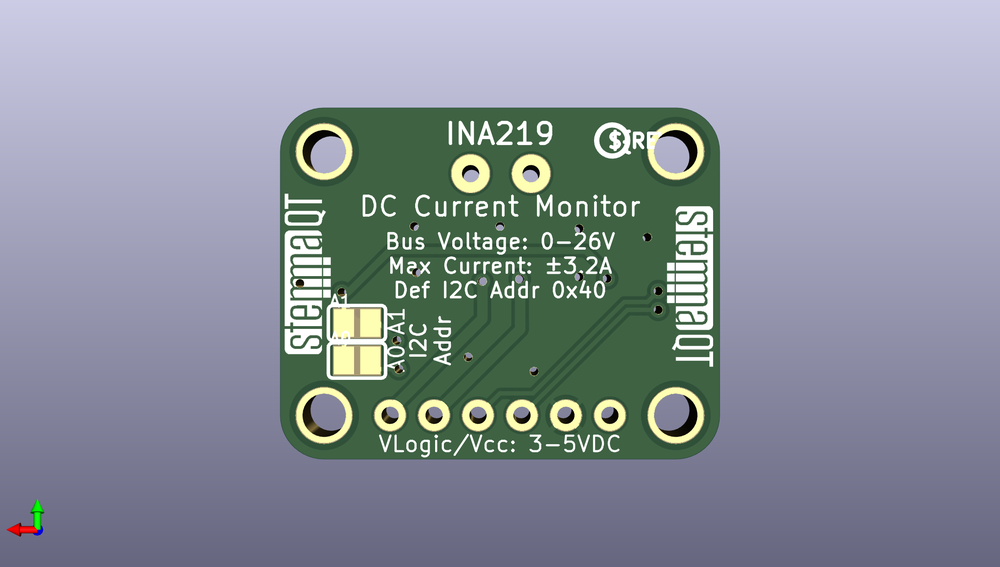 INA219
DC Current Monitor
Bus Voltage: 0-26V
Max Current: ±3.2A
Def I2C Addr 0x40
stemmaQT
stemmaQT
A1
A0
A1
I2C
Addr
VLogic/Vcc: 3-5VDC